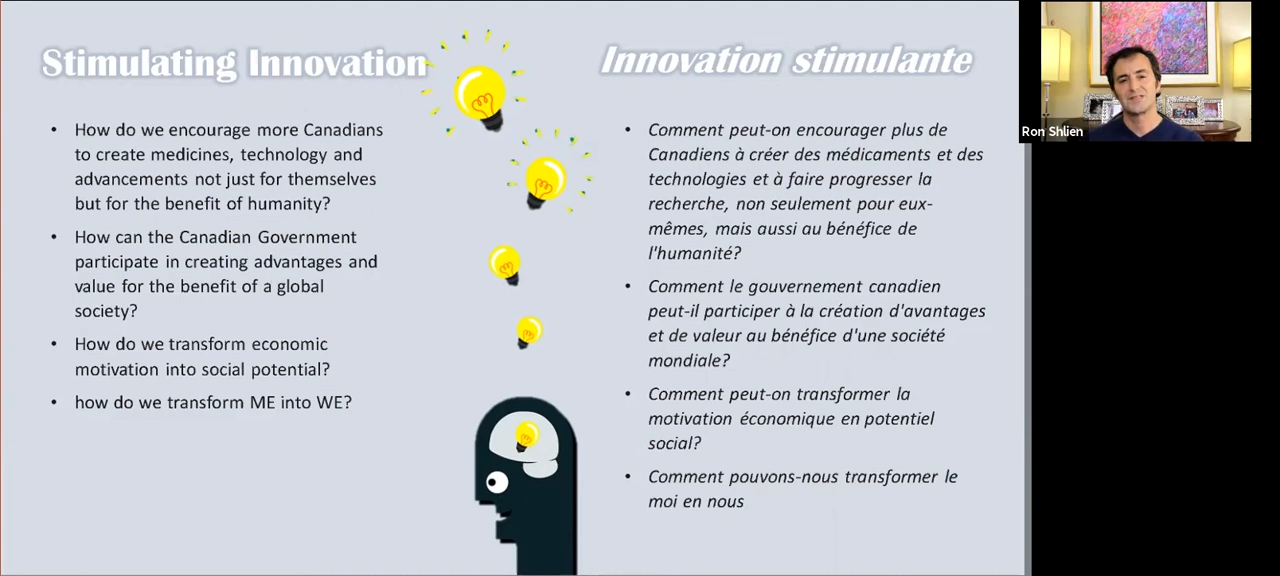 Stimulating Innovation
• How do we encourage more Canadians
to create medicines, technology and
advancements not just for themselves
but for the benefit of humanity?
• How can the Canadian Government
participate in creating advantages and
value for the benefit of a global
society?
• How do we transform economic
motivation into social potential?
• how do we transform ME into WE?
Innovation stimulante
• Comment peut-on encourager plus de
Canadiens à créer des médicaments et des
technologies et à faire progresser la
recherche, non seulement pour eux-
mêmes, mais aussi au bénéfice de
l'humanité?
• Comment le gouvernement canadien
peut-il participer à la création d'avantages
et de valeur au bénéfice d'une société
mondiale?
• Comment peut-on transformer la
motivation économique en potentiel
social?
• Comment pouvons-nous transformer le
moi en nous
Ron Shlien